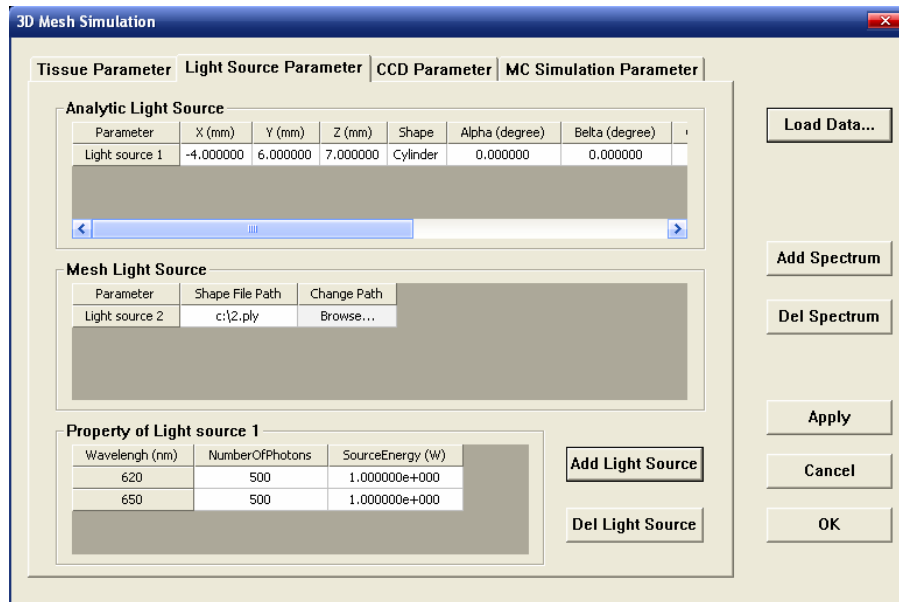 3D Mesh Simulation
Tissue Parameter Light Source Parameter CCD Parameter MC Simulation Parameter
Analytic Light Source
Parameter X (mm) Y (mm) Z (mm) Shape Alpha (degree) Belta (degree)
Light source 1 -4.000000 6.000000 7.000000 Cylinder 0.000000 0.000000
Load Data...
Mesh Light Source
Parameter Shape File Path Change Path
Light source 2 c:\2.ply Browse...
Add Spectrum
Del Spectrum
Property of Light source 1
Wavelengh (nm) NumberOfPhotons SourceEnergy (W)
620 500 1.000000e+000
650 500 1.000000e+000
Add Light Source
Del Light Source
Apply
Cancel
OK